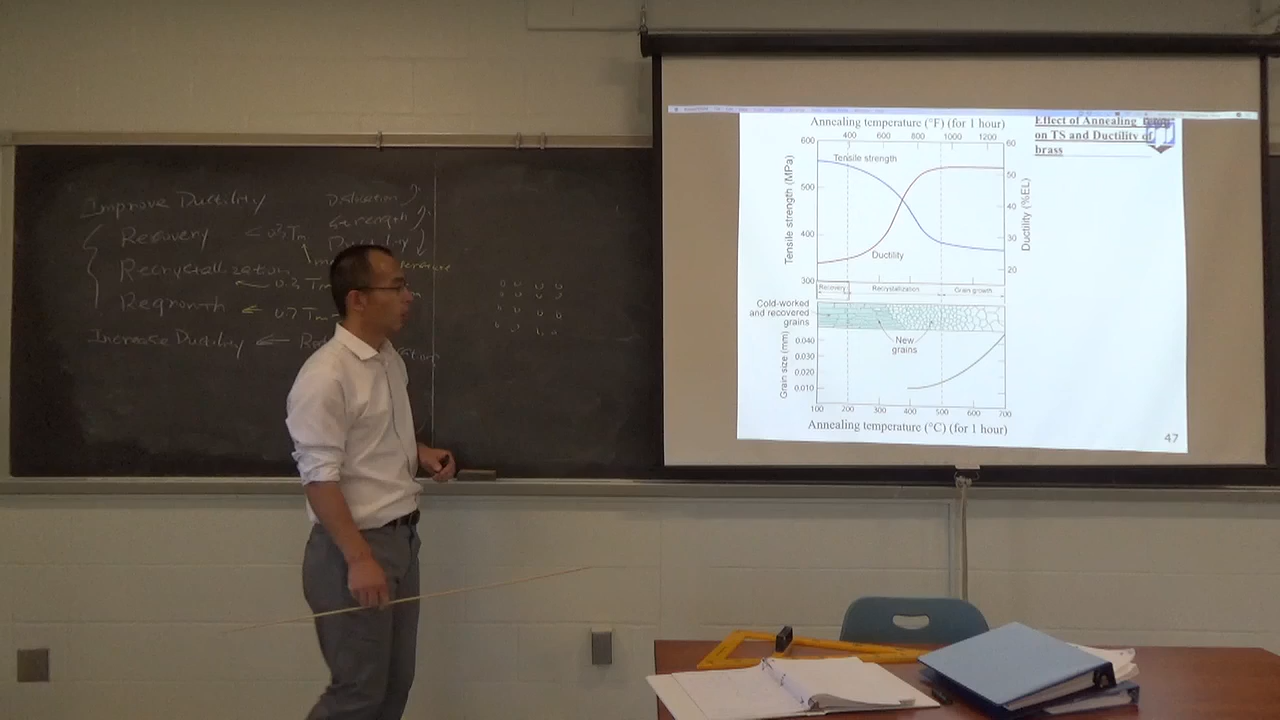 Improve Ductility
Dislocation
Recovery
0.3 Tm
Strength
Ductility
Recrystallization
0.3 Tm
Regrowth
0.7 Tm
Increase Ductility
Annealing temperature (°F) (for 1 hour)
400 600 800 1000 1200
Effect of Annealing
on TS and Ductility of
brass
600
60
Tensile strength
500
50
Tensile strength (MPa)
40
Ductility (%EL)
400
30
Ductility
20
300
Recovery
Recrystallization
Grain growth
Cold-worked
and recovered
grains
New
grains
Grain size (mm)
0.040
0.030
0.020
0.010
100 200 300 400 500 600 700
Annealing temperature (°C) (for 1 hour)
47